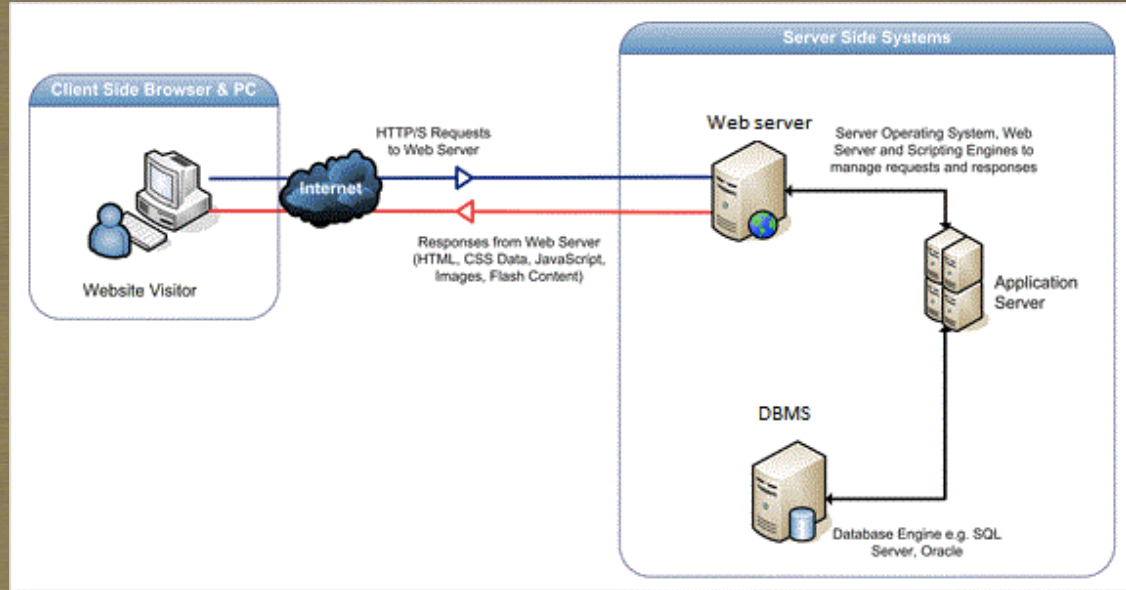 Server Side Systems
Client Side Browser & PC
HTTP/S Requests
to Web Server
Web server
Server Operating System, Web
Server and Scripting Engines to
manage requests and responses
Internet
Responses from Web Server
(HTML, CSS Data, JavaScript,
Images, Flash Content)
Website Visitor
Application
Server
DBMS
Database Engine e.g. SQL
Server, Oracle